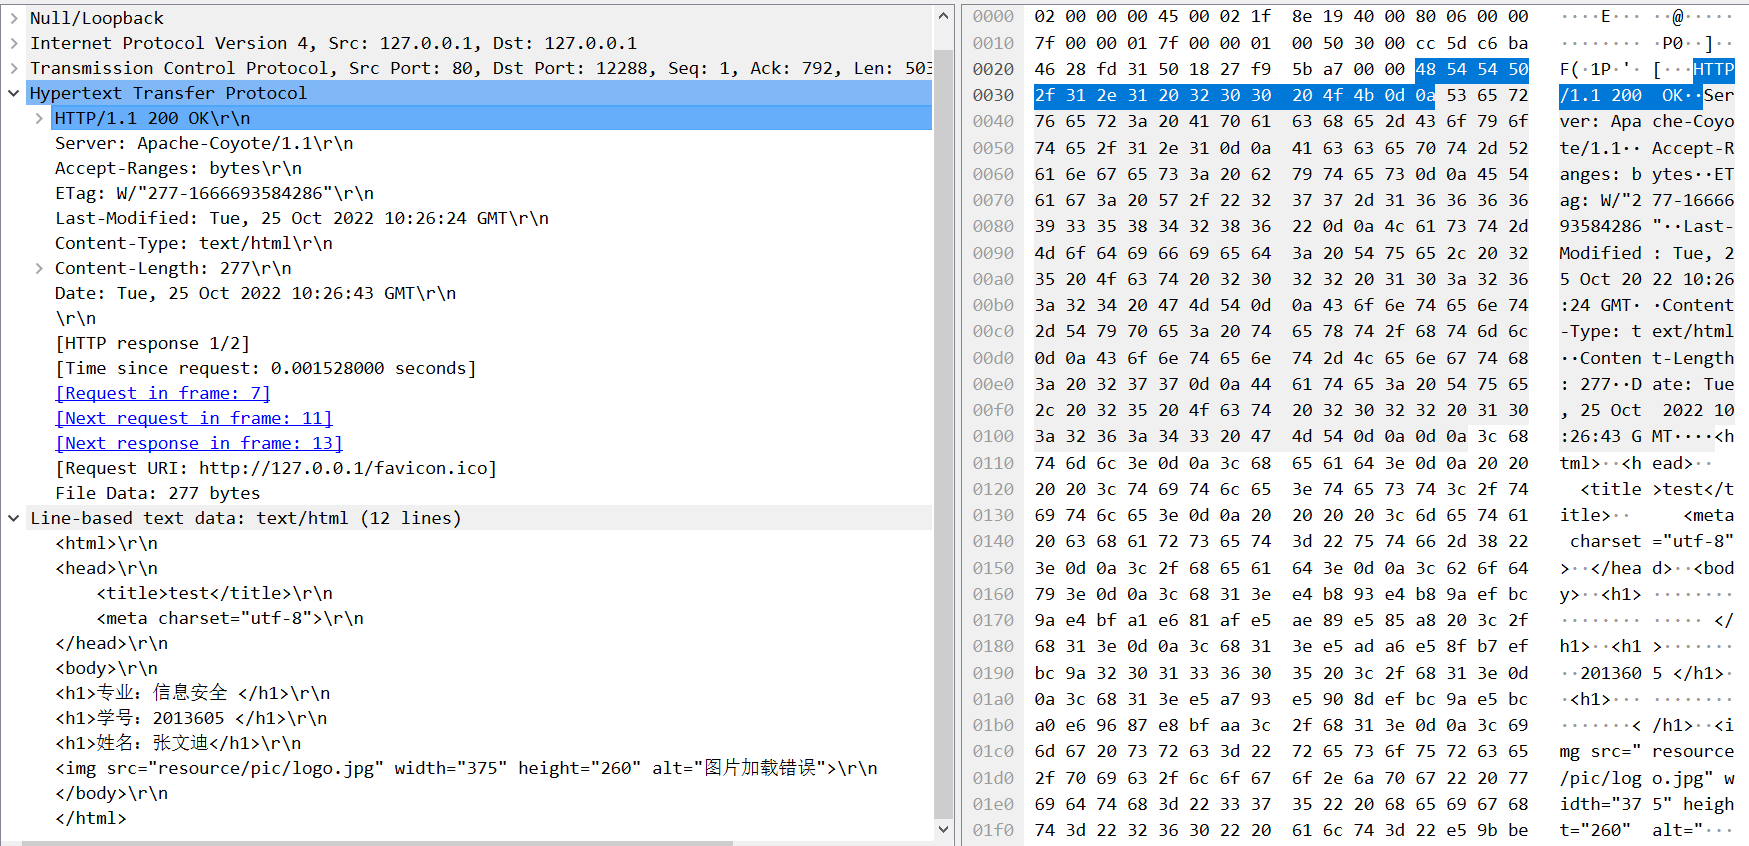 Null/Loopback
Internet Protocol Version 4, Src: 127.0.0.1, Dst: 127.0.0.1
Transmission Control Protocol, Src Port: 80, Dst Port: 12288, Seq: 1, Ack: 792, Len: 503
Hypertext Transfer Protocol
HTTP/1.1 200 OK\r\n
Server: Apache-Coyote/1.1\r\n
Accept-Ranges: bytes\r\n
ETag: W/"277-1666693584286"\r\n
Last-Modified: Tue, 25 Oct 2022 10:26:24 GMT\r\n
Content-Type: text/html\r\n
Content-Length: 277\r\n
Date: Tue, 25 Oct 2022 10:26:43 GMT\r\n
\r\n
[HTTP response 1/2]
[Time since request: 0.001528000 seconds]
[Request in frame: 7]
[Next request in frame: 11]
[Next response in frame: 13]
[Request URI: http://127.0.0.1/favicon.ico]
File Data: 277 bytes
Line-based text data: text/html (12 lines)
<html>\r\n
<head>\r\n
<title>test</title>\r\n
<meta charset="utf-8">\r\n
</head>\r\n
<body>\r\n
<h1>专业：信息安全 </h1>\r\n
<h1>学号：2013605 </h1>\r\n
<h1>姓名：张文迪</h1>\r\n
<img src="resource/pic/logo.jpg" width="375" height="260" alt="图片加载错误">\r\n
</body>\r\n
</html>
0000 02 00 00 00 45 00 02 1f 8e 19 40 00 80 06 00 00 ····E··· ··@·····
0010 7f 00 00 01 7f 00 00 01 00 50 30 00 cc 5d c6 ba ········ ·P0··]··
0020 46 28 fd 31 50 18 27 f9 5b a7 00 00 48 54 54 50 F(·1P·'· [···HTTP
0030 2f 31 2e 31 20 32 30 30 20 4f 4b 0d 0a 53 65 72 /1.1 200 OK··Ser
0040 76 65 72 3a 20 41 70 61 63 68 65 2d 43 6f 79 6f ver: Apa che-Coyo
0050 74 65 2f 31 2e 31 0d 0a 41 63 63 65 70 74 2d 52 te/1.1·· Accept-R
0060 61 6e 67 65 73 3a 20 62 79 74 65 73 0d 0a 45 54 anges: b ytes··ET
0070 61 67 3a 20 57 2f 22 32 37 37 2d 31 36 36 36 36 ag: W/"2 77-16666
0080 39 33 35 38 34 32 38 36 22 0d 0a 4c 61 73 74 2d 93584286 "··Last-
0090 4d 6f 64 69 66 69 65 64 3a 20 54 75 65 2c 20 32 Modified : Tue, 2
00a0 35 20 4f 63 74 20 32 30 32 32 20 31 30 3a 32 36 5 Oct 20 22 10:26
00b0 3a 32 34 20 47 4d 54 0d 0a 43 6f 6e 74 65 6e 74 :24 GMT· ·Content
00c0 2d 54 79 70 65 3a 20 74 65 78 74 2f 68 74 6d 6c -Type: t ext/html
00d0 0d 0a 43 6f 6e 74 65 6e 74 2d 4c 65 6e 67 74 68 ··Conten t-Length
00e0 3a 20 32 37 37 0d 0a 44 61 74 65 3a 20 54 75 65 : 277··D ate: Tue
00f0 2c 20 32 35 20 4f 63 74 20 32 30 32 32 20 31 30 , 25 Oct 2022 10
0100 3a 32 36 3a 34 33 20 47 4d 54 0d 0a 0d 0a 3c 68 :26:43 G MT····<h
0110 74 6d 6c 3e 0d 0a 3c 68 65 61 64 3e 0d 0a 20 20 tml>··<h ead>··
0120 20 20 3c 74 69 74 6c 65 3e 74 65 73 74 3c 2f 74 <title >test</t
0130 69 74 6c 65 3e 0d 0a 20 20 20 20 3c 6d 65 74 61 itle>·· <meta
0140 20 63 68 61 72 73 65 74 3d 22 75 74 66 2d 38 22 charset ="utf-8"
0150 3e 0d 0a 3c 2f 68 65 61 64 3e 0d 0a 3c 62 6f 64 >··</hea d>··<bod
0160 79 3e 0d 0a 3c 68 31 3e e4 b8 93 e4 b8 9a ef bc y>··<h1> ········
0170 9a e4 bf a1 e6 81 af e5 ae 89 e5 85 a8 20 3c 2f ········ ····· </
0180 68 31 3e 0d 0a 3c 68 31 3e e5 ad a6 e5 8f b7 ef h1>··<h1 >·······
0190 bc 9a 32 30 31 33 36 30 35 20 3c 2f 68 31 3e 0d ··201360 5 </h1>·
01a0 0a 3c 68 31 3e e5 a7 93 e5 90 8d ef bc 9a e5 bc ·<h1>··· ········
01b0 a0 e6 96 87 e8 bf aa 3c 2f 68 31 3e 0d 0a 3c 69 ·······< /h1>··<i
01c0 6d 67 20 73 72 63 3d 22 72 65 73 6f 75 72 63 65 mg src=" resource
01d0 2f 70 69 63 2f 6c 6f 67 6f 2e 6a 70 67 22 20 77 /pic/log o.jpg" w
01e0 69 64 74 68 3d 22 33 37 35 22 20 68 65 69 67 68 idth="37 5" heigh
01f0 74 3d 22 32 36 30 22 20 61 6c 74 3d 22 e5 9b be t="260" alt="···